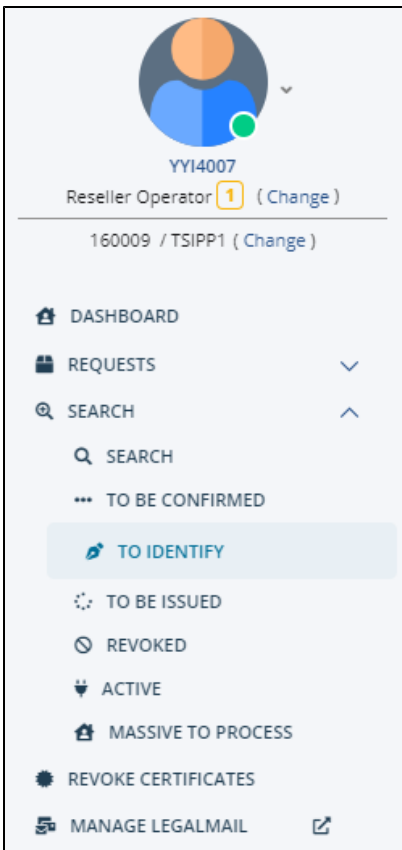 YYI4007
Reseller Operator 1 ( Change )
160009 / TSIPP1 ( Change )
DASHBOARD
REQUESTS
SEARCH
SEARCH
TO BE CONFIRMED
TO IDENTIFY
TO BE ISSUED
REVOKED
ACTIVE
MASSIVE TO PROCESS
REVOKE CERTIFICATES
MANAGE LEGALMAIL